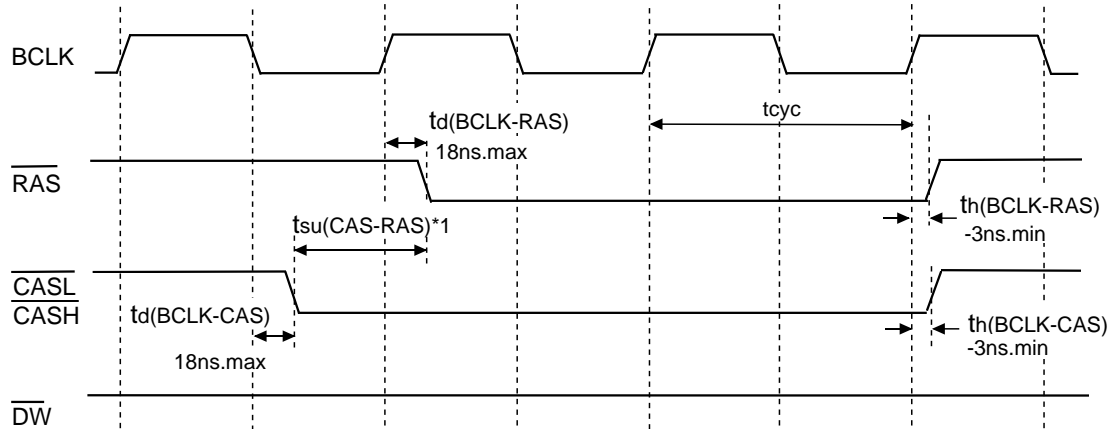 BCLK
td(BCLK-RAS)
18ns.max
tcyc
RAS
th(BCLK-RAS)
-3ns.min
tsu(CAS-RAS)*1
CASL
CASH
td(BCLK-CAS)
18ns.max
th(BCLK-CAS)
-3ns.min
DW